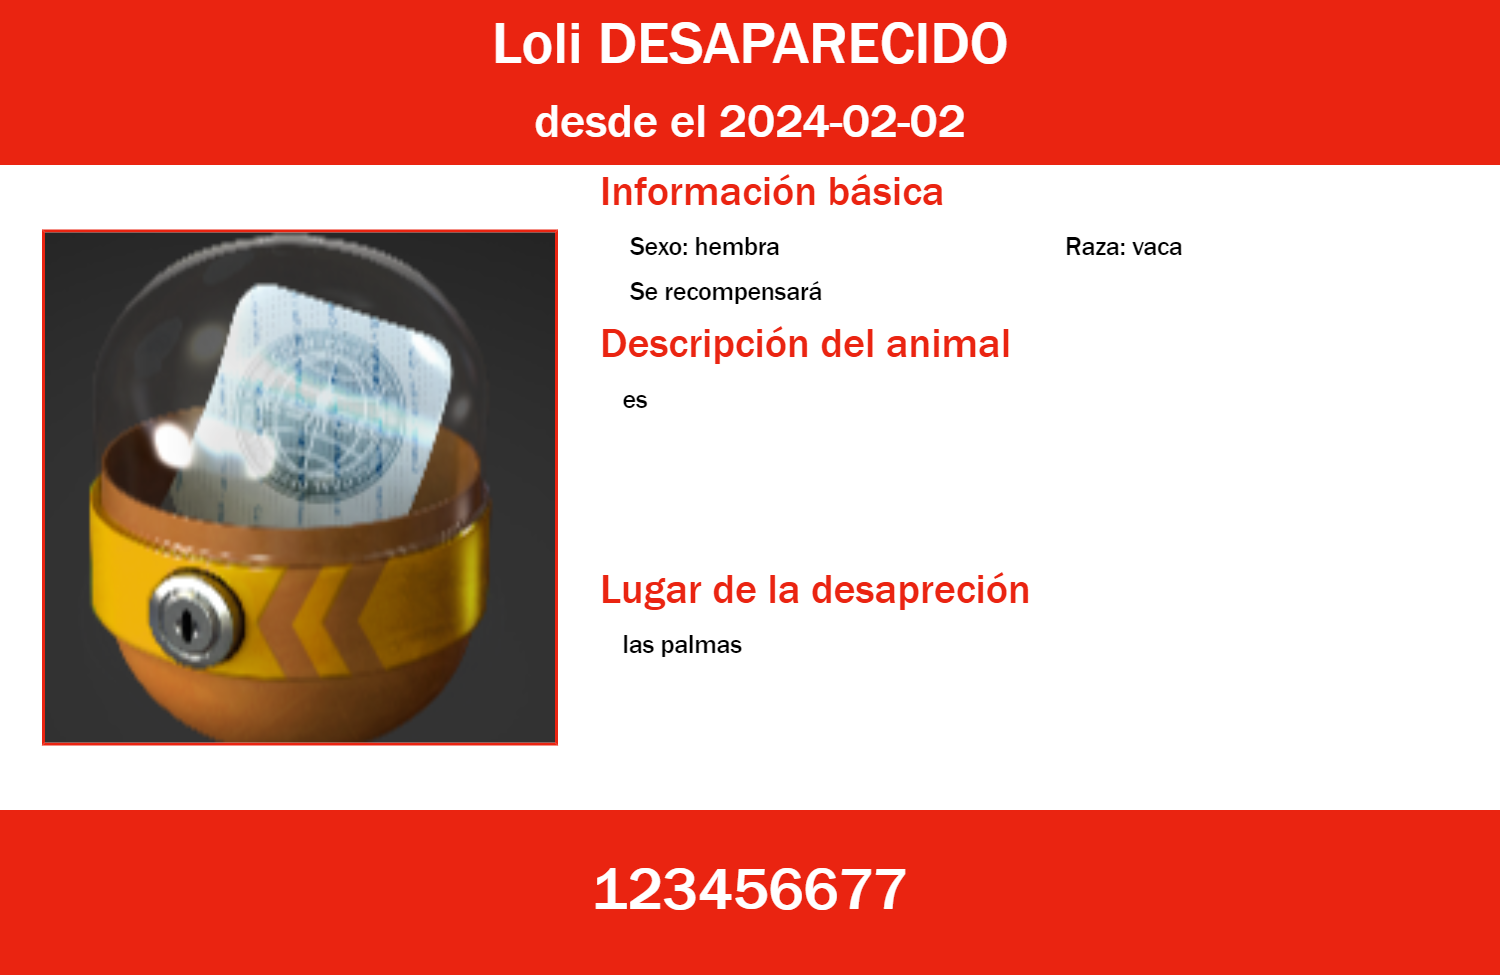 Loli DESAPARECIDO
desde el 2024-02-02
Información básica
Sexo: hembra
Raza: vaca
Se recompensará
Descripción del animal
es
Lugar de la desapreción
las palmas
123456677